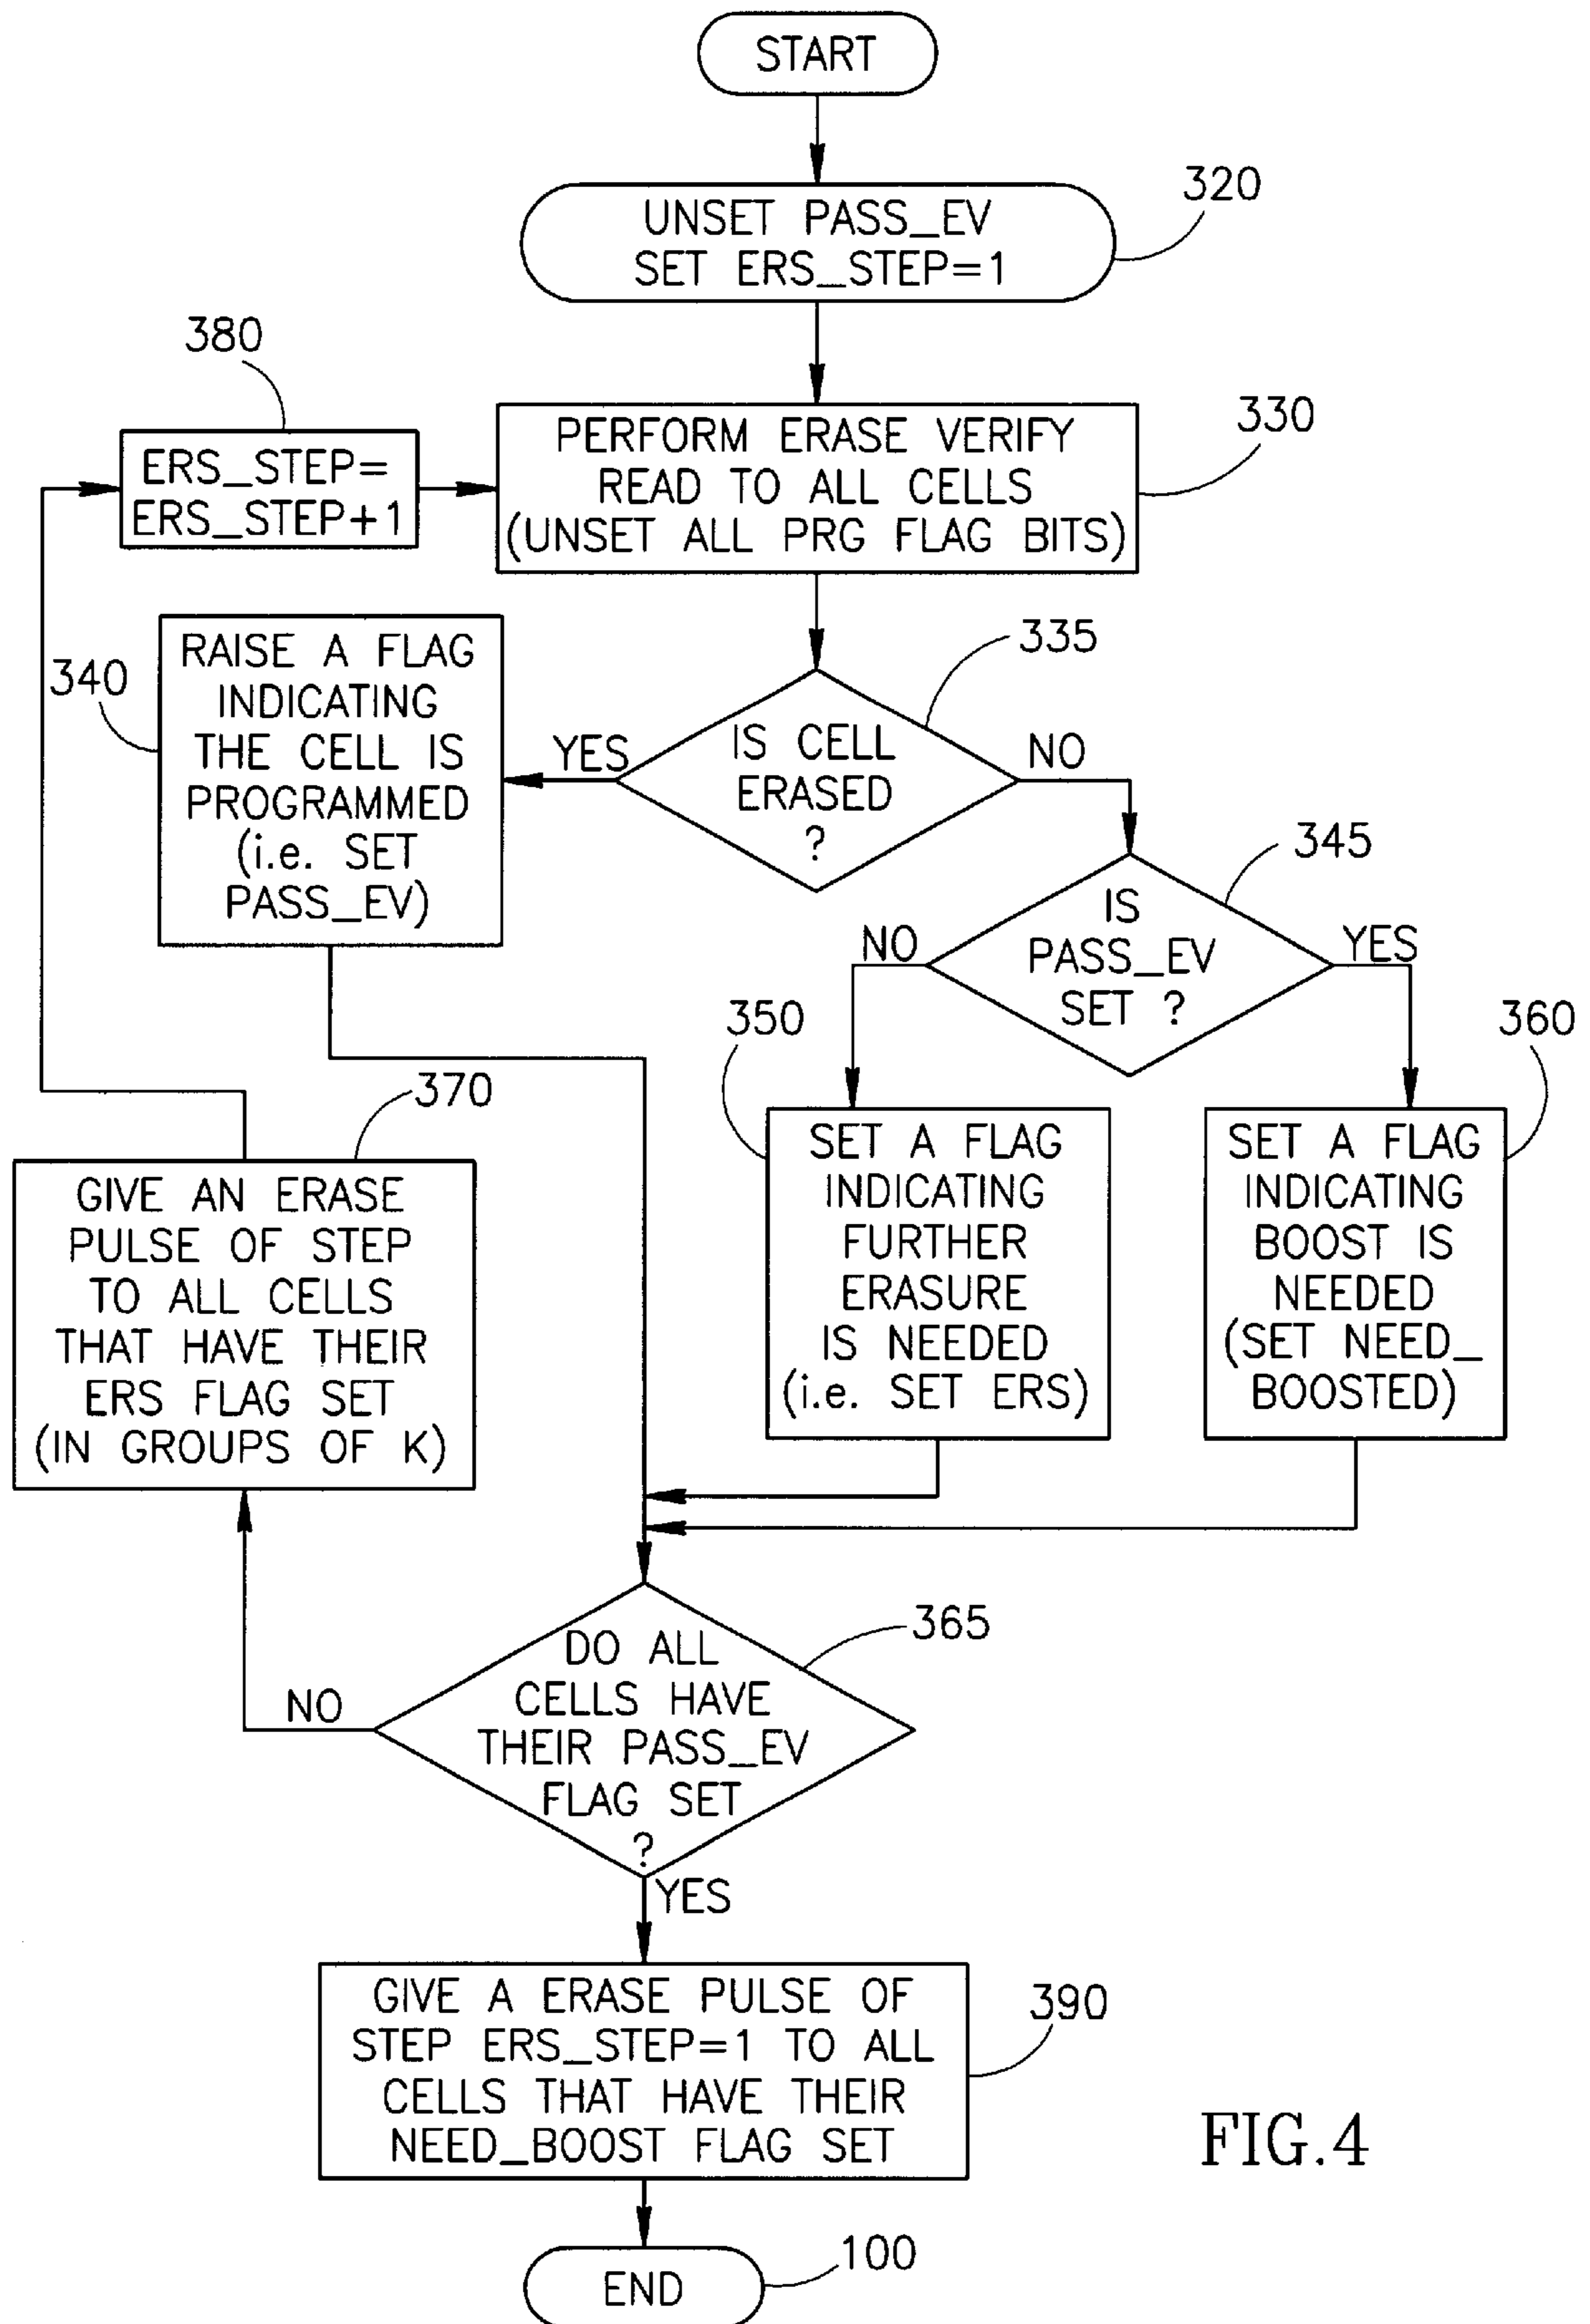 START
320
UNSET PASS_EV
SET ERS_STEP=1
380
330
ERS_STEP=
ERS_STEP+1
PERFORM ERASE VERIFY
READ TO ALL CELLS
(UNSET ALL PRG FLAG BITS)
335
340
RAISE A FLAG
INDICATING
THE CELL IS
PROGRAMMED
(i.e. SET
PASS_EV)
YES
IS CELL
ERASED
?
NO
345
NO
IS
PASS_EV
SET ?
YES
350
360
370
SET A FLAG
INDICATING
FURTHER
ERASURE
IS NEEDED
(i.e. SET ERS)
SET A FLAG
INDICATING
BOOST IS
NEEDED
(SET NEED_
BOOSTED)
GIVE AN ERASE
PULSE OF STEP
TO ALL CELLS
THAT HAVE THEIR
ERS FLAG SET
(IN GROUPS OF K)
365
DO ALL
CELLS HAVE
THEIR PASS_EV
FLAG SET
?
NO
YES
390
GIVE A ERASE PULSE OF
STEP ERS_STEP=1 TO ALL
CELLS THAT HAVE THEIR
NEED_BOOST FLAG SET
FIG.4
100
END